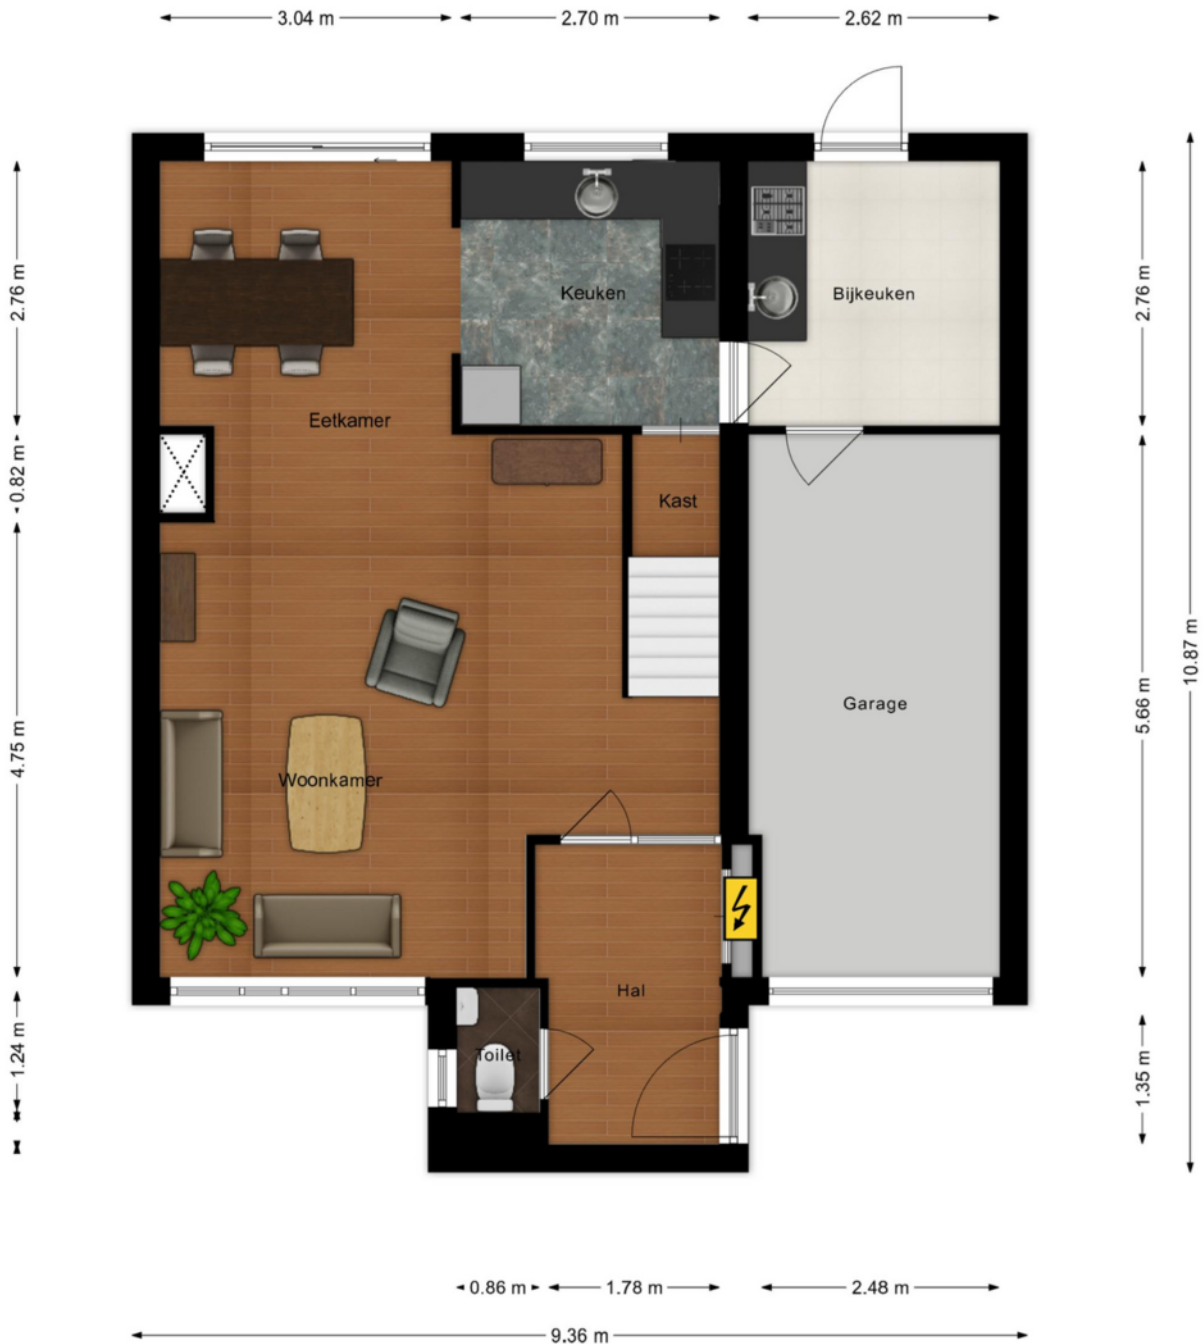 3.04 m
2.70 m
2.62 m
2.76 m
Keuken
Bijkeuken
2.76 m
Eetkamer
0.82 m
Kast
10.87 m
4.75 m
Garage
5.66 m
Woonkamer
Hal
1.24 m
Toilet
1.35 m
0.86 m
1.78 m
2.48 m
9.36 m